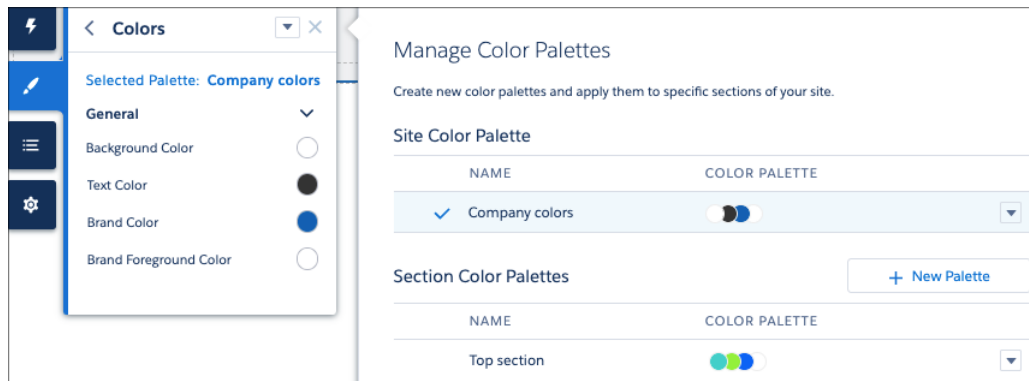 Colors
Selected Palette: Company colors
General
Background Color
Text Color
Brand Color
Brand Foreground Color
Manage Color Palettes
Create new color palettes and apply them to specific sections of your site.
Site Color Palette
NAME COLOR PALETTE
Company colors
Section Color Palettes
+ New Palette
NAME COLOR PALETTE
Top section